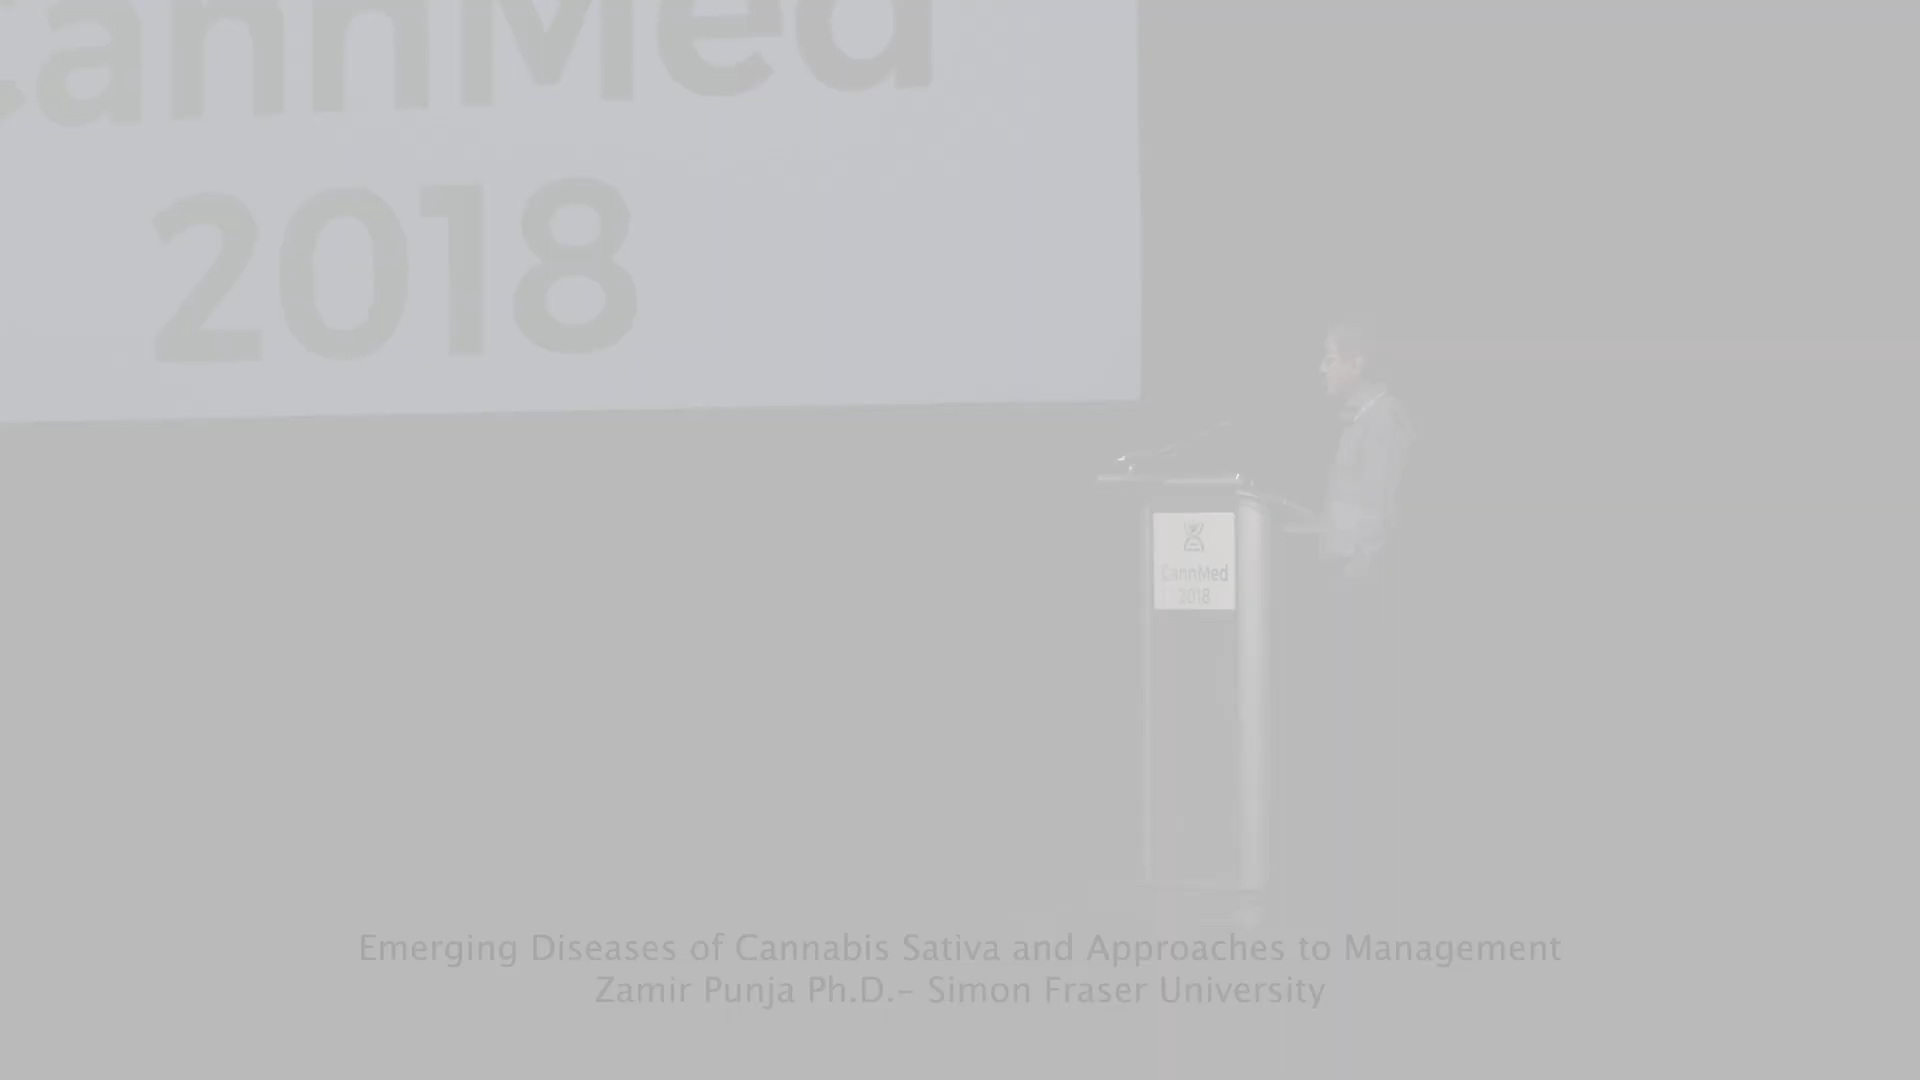 CannMed
2018
CannMed
2018
Emerging Diseases of Cannabis Sativa and Approaches to Management
Zamir Punja Ph.D.– Simon Fraser University